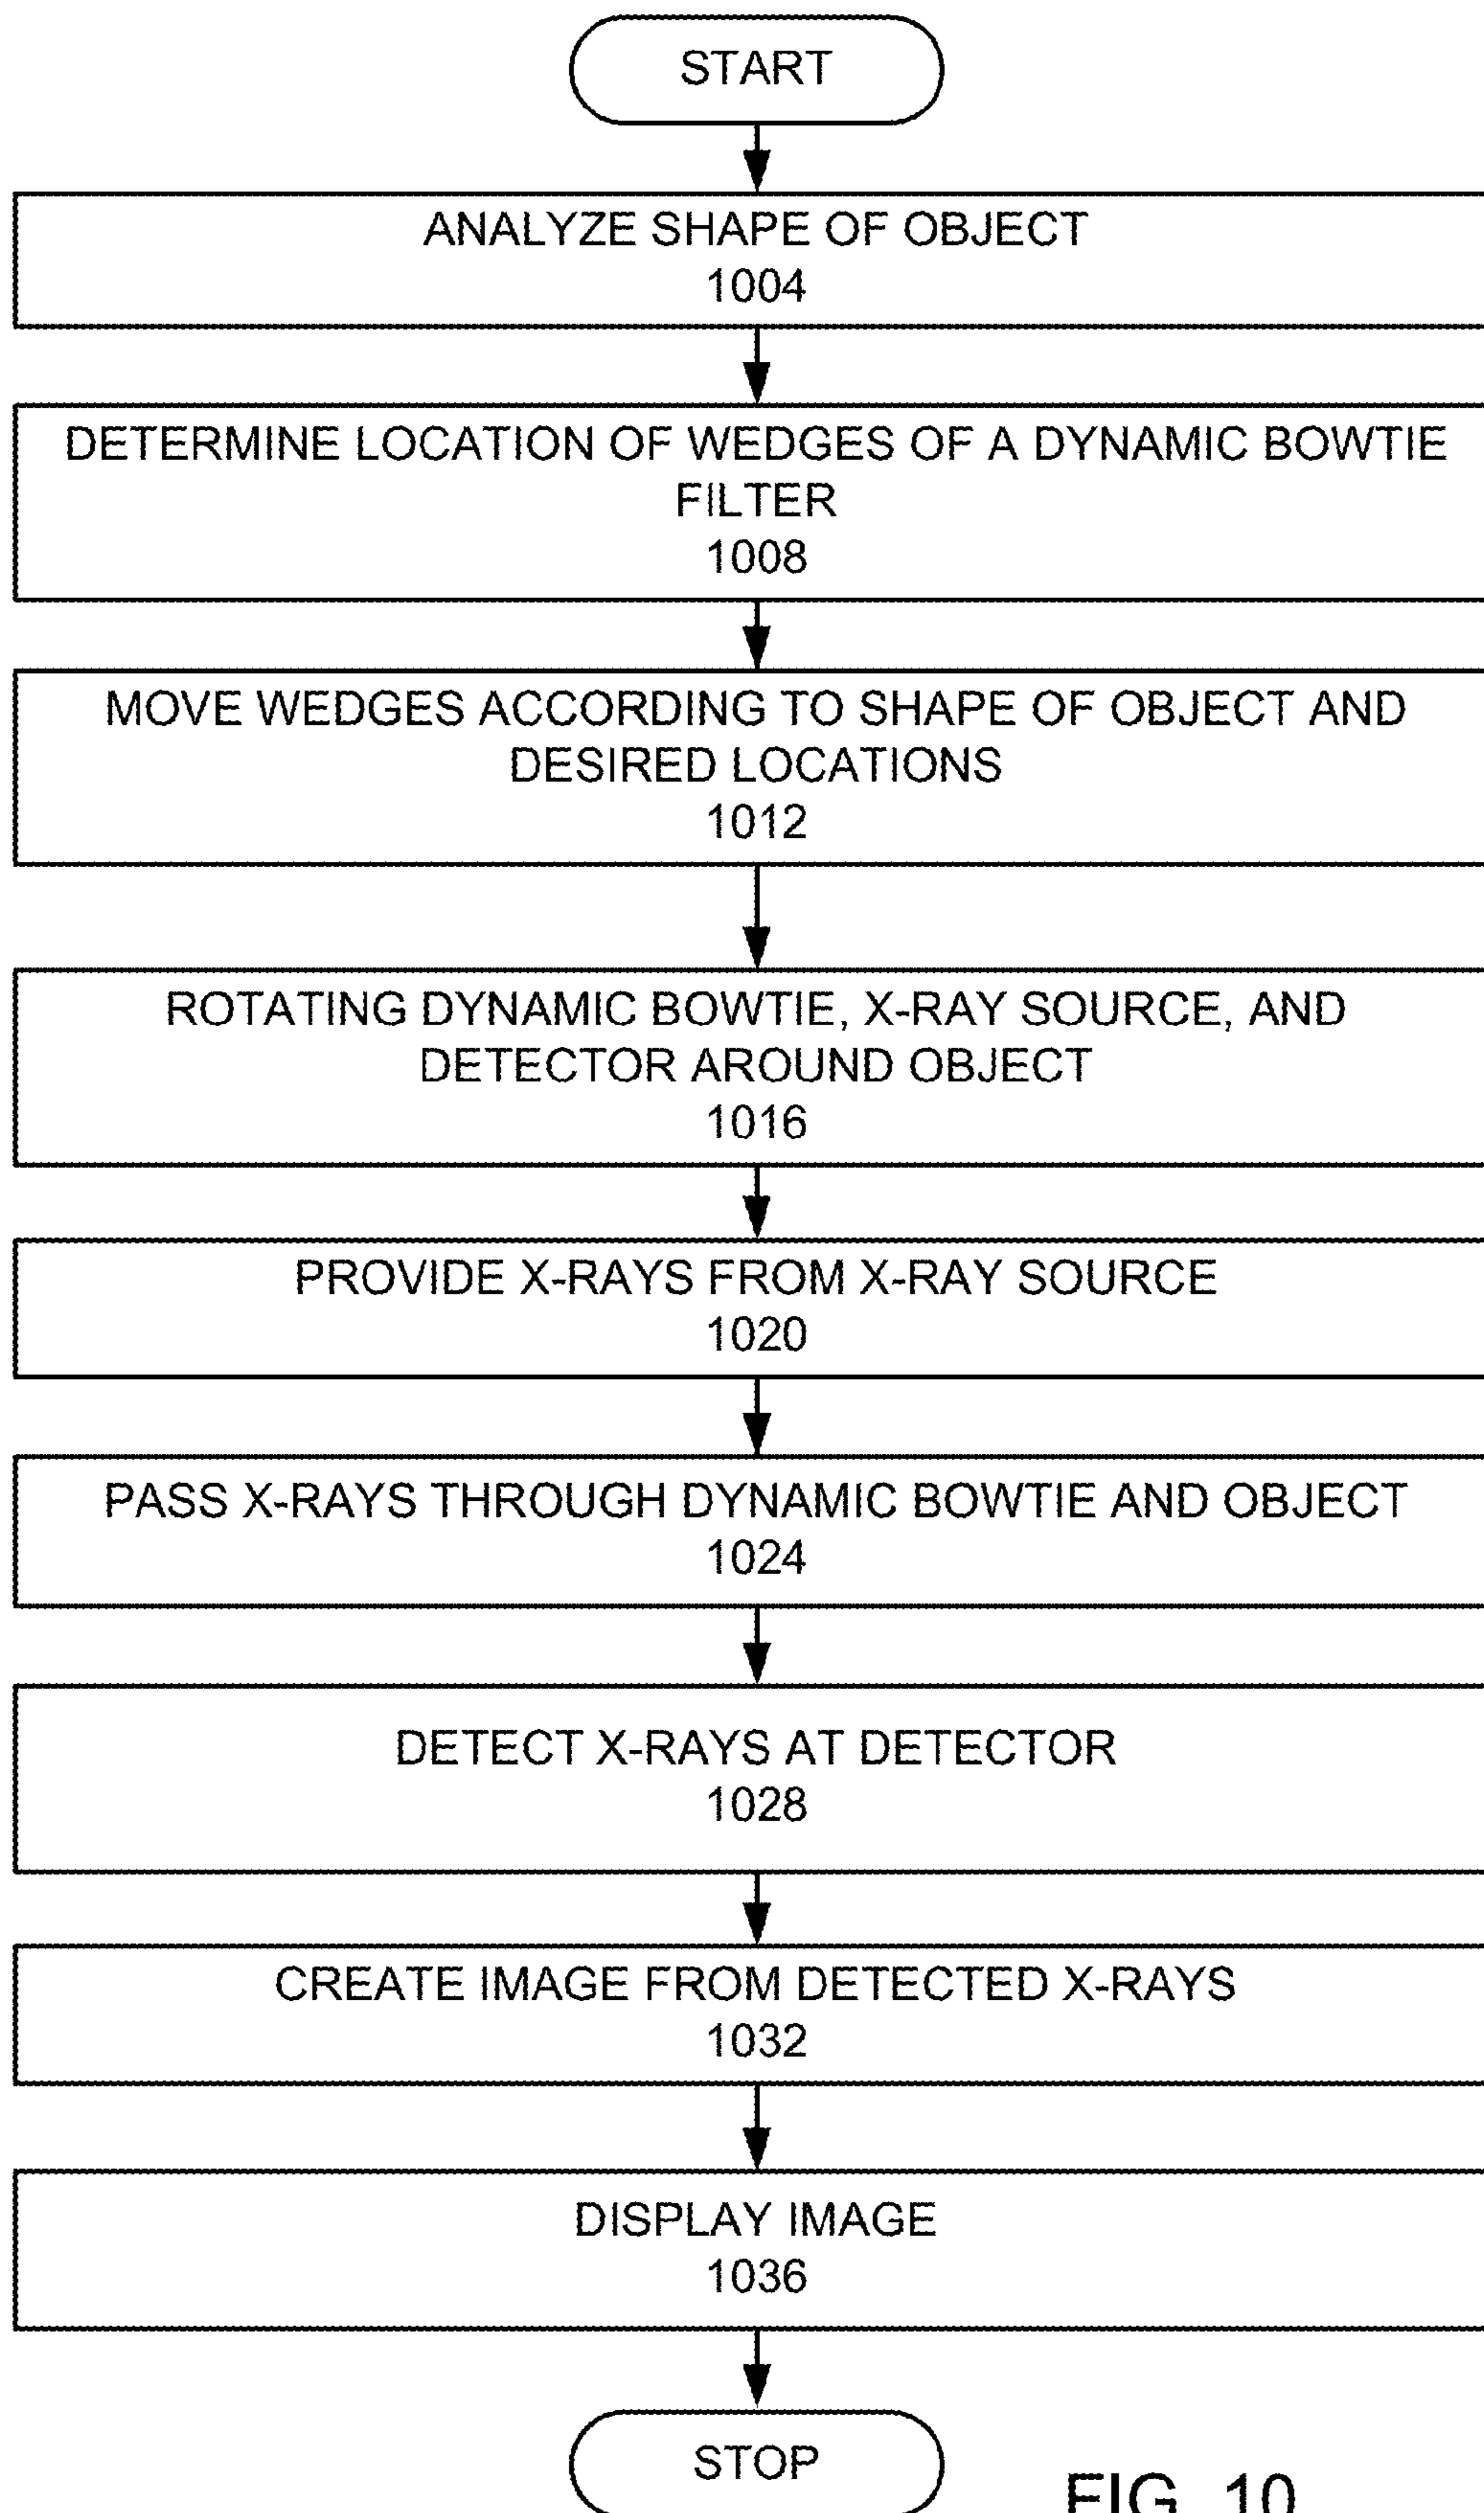 START
ANALYZE SHAPE OF OBJECT
1004
DETERMINE LOCATION OF WEDGES OF A DYNAMIC BOWTIE
FILTER
1008
MOVE WEDGES ACCORDING TO SHAPE OF OBJECT AND
DESIRED LOCATIONS
1012
ROTATING DYNAMIC BOWTIE, X-RAY SOURCE, AND
DETECTOR AROUND OBJECT
1016
PROVIDE X-RAYS FROM X-RAY SOURCE
1020
PASS X-RAYS THROUGH DYNAMIC BOWTIE AND OBJECT
1024
DETECT X-RAYS AT DETECTOR
1028
CREATE IMAGE FROM DETECTED X-RAYS
1032
DISPLAY IMAGE
1036
STOP
FIG. 10